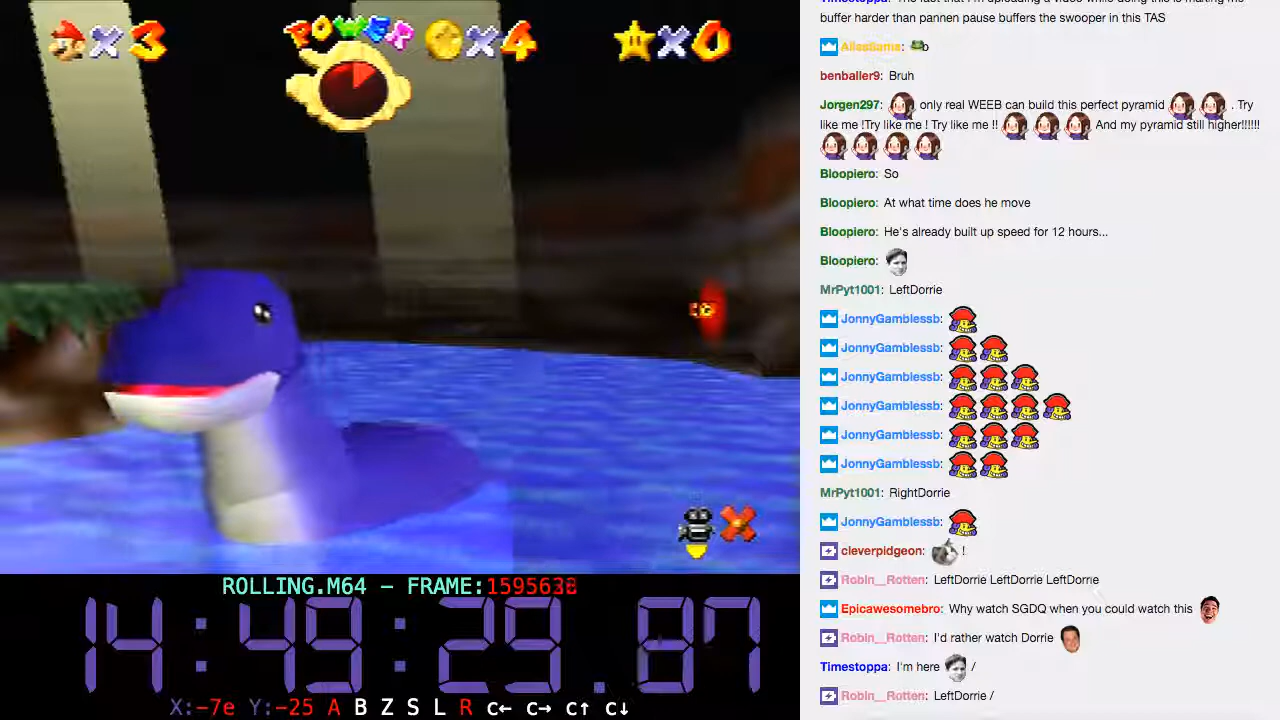 ×3 POWER ×4 ×0
ROLLING.M64 – FRAME:159563
14:49:29.87
X:-7e Y:-25 A B Z S L R C← C→ C↑ C↓
buffer harder than pannen pause buffers the sword in this TAS
Aliasllama:
benballer9: Bruh
Jorgen297: only real WEEB can build this perfect pyramid . Try
like me !Try like me ! Try like me !! And my pyramid still higher!!!!!!
Bloopiero: So
Bloopiero: At what time does he move
Bloopiero: He's already built up speed for 12 hours...
Bloopiero:
MrPyt1001: LeftDorrie
JonnyGamblessb:
JonnyGamblessb:
JonnyGamblessb:
JonnyGamblessb:
JonnyGamblessb:
JonnyGamblessb:
MrPyt1001: RightDorrie
JonnyGamblessb:
cleverpidgeon: !
Robin__Rotten: LeftDorrie LeftDorrie LeftDorrie
Epicawesomebro: Why watch SGDQ when you could watch this
Robin__Rotten: I'd rather watch Dorrie
Timestoppa: I'm here /
Robin__Rotten: LeftDorrie /